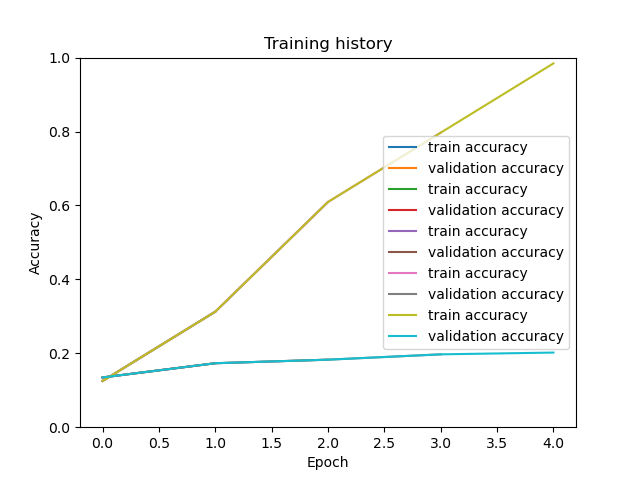 Training history
Accuracy
1.0
0.8
0.6
0.4
0.2
0.0
train accuracy
validation accuracy
train accuracy
validation accuracy
train accuracy
validation accuracy
train accuracy
validation accuracy
train accuracy
validation accuracy
0.0 0.5 1.0 1.5 2.0 2.5 3.0 3.5 4.0
Epoch